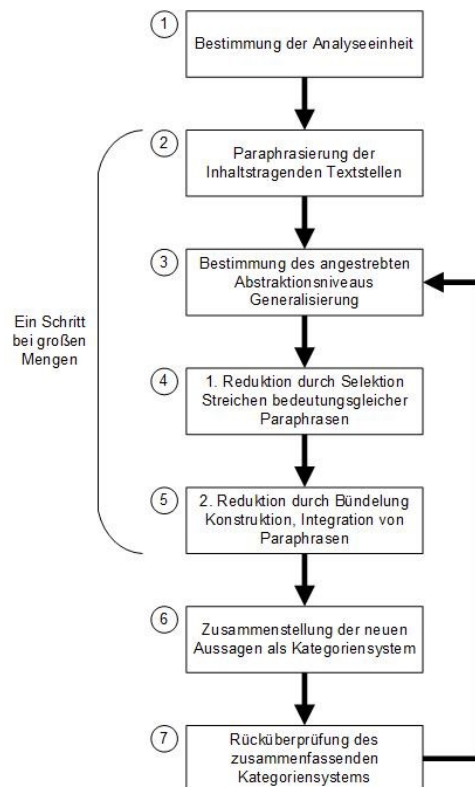 1
Bestimmung der Analyseeinheit
2
Paraphrasierung der
Inhaltstragenden Textstellen
3
Bestimmung des angestrebten
Abstraktionsniveaus
Generalisierung
Ein Schritt
bei großen
Mengen
4
1. Reduktion durch Selektion
Streichen bedeutungsgleicher
Paraphrasen
5
2. Reduktion durch Bündelung
Konstruktion, Integration von
Paraphrasen
6
Zusammenstellung der neuen
Aussagen als Kategoriensystem
7
Rücküberprüfung des
zusammenfassenden
Kategoriensystems